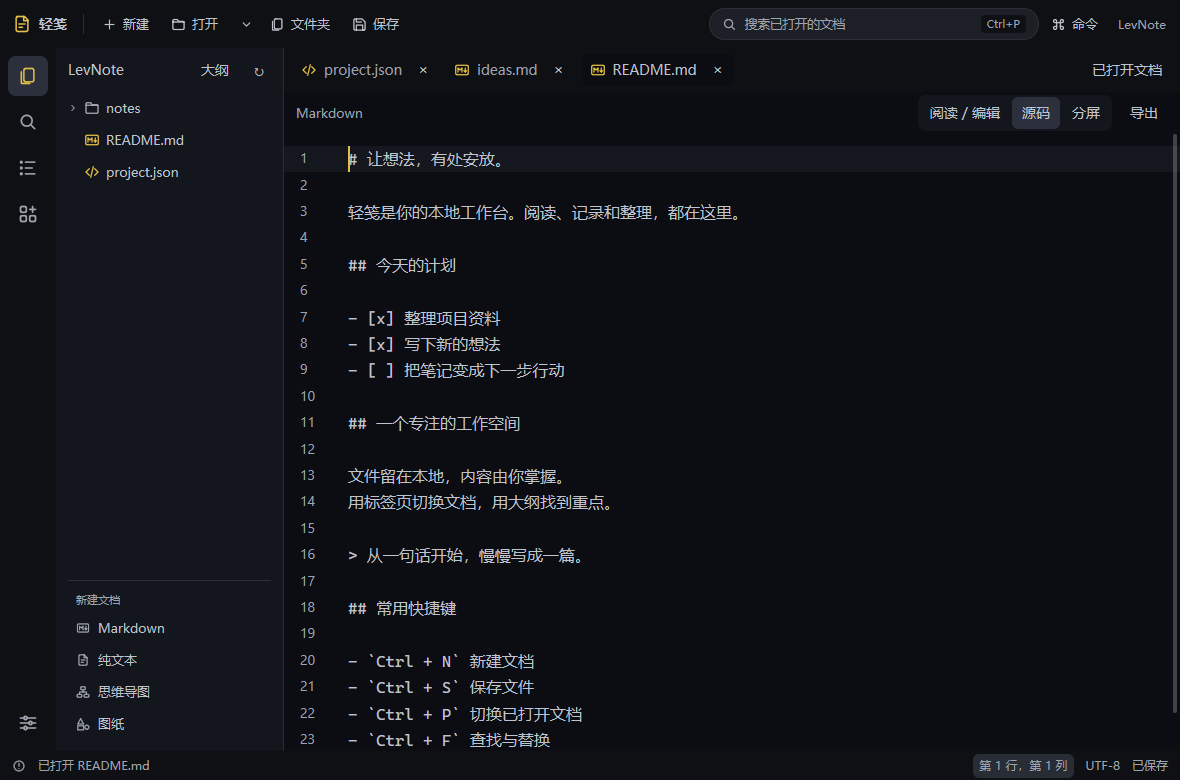 轻笺
新建
打开
文件夹
保存
搜索已打开的文档
Ctrl+P
命令
LevNote
LevNote
大纲
project.json
ideas.md
README.md
已打开文档
notes
README.md
project.json
Markdown
阅读 / 编辑
源码
分屏
导出
1 # 让想法，有处安放。
2
3 轻笺是你的本地工作台。阅读、记录和整理，都在这里。
4
5 ## 今天的计划
6
7 - [x] 整理项目资料
8 - [x] 写下新的想法
9 - [ ] 把笔记变成下一步行动
10
11 ## 一个专注的工作空间
12
13 文件留在本地，内容由你掌握。
14 用标签页切换文档，用大纲找到重点。
15
16 > 从一句话开始，慢慢写成一篇。
17
18 ## 常用快捷键
19
20 - `Ctrl + N` 新建文档
21 - `Ctrl + S` 保存文件
22 - `Ctrl + P` 切换已打开文档
23 - `Ctrl + F` 查找与替换
新建文档
Markdown
纯文本
思维导图
图纸
已打开 README.md
第 1 行，第 1 列
UTF-8
已保存